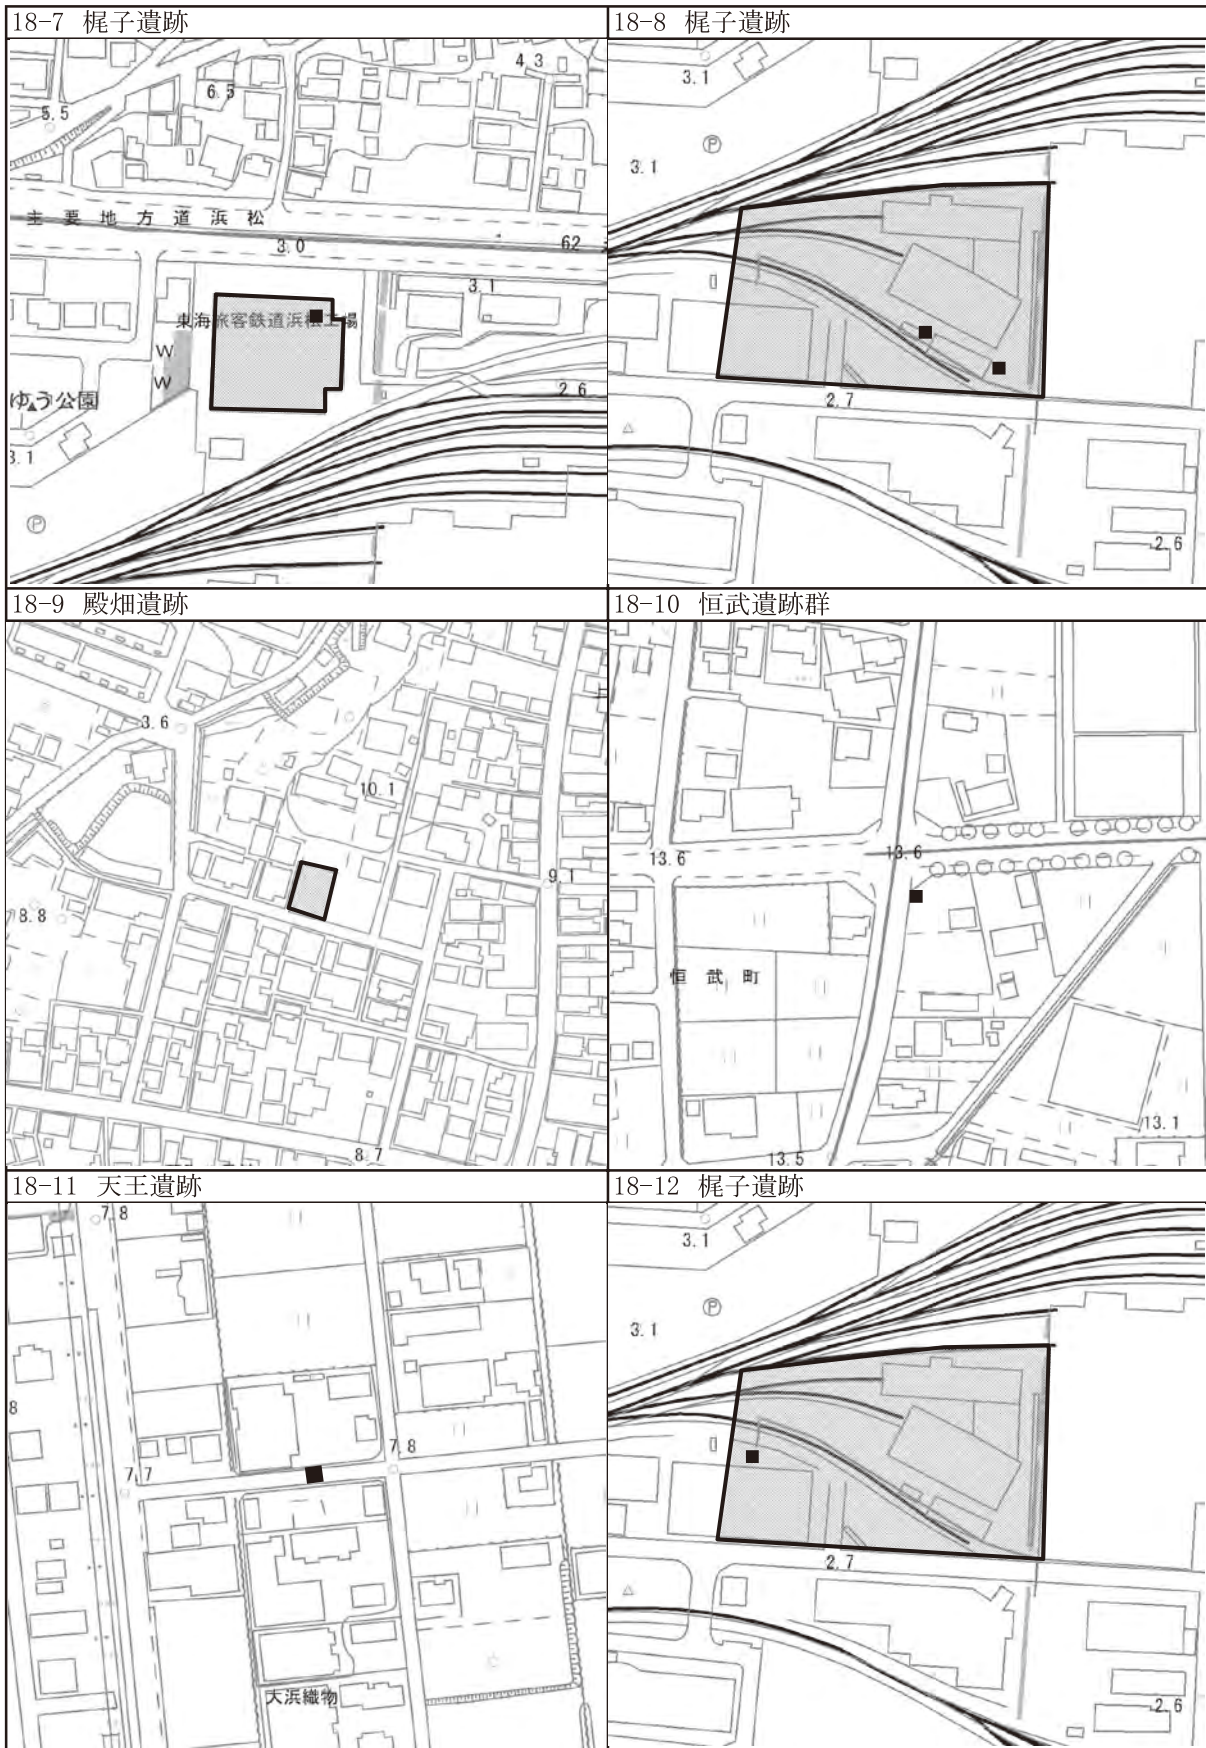 18-7 梶子遺跡
4.3
6.5
5.5
主要地方道浜松
3.0
62
3.1
東海旅客鉄道浜松工場
W
W
2.6
ゆう公園
3.1
P
18-8 梶子遺跡
3.1
P
3.1
2.7
2.6
18-9 殿畑遺跡
3.6
10.1
9.1
8.8
8.7
18-10 恒武遺跡群
13.6
13.6
恒武町
13.1
13.5
18-11 天王遺跡
7.8
8
7.8
7.7
大浜織物
18-12 梶子遺跡
3.1
P
3.1
2.7
2.6